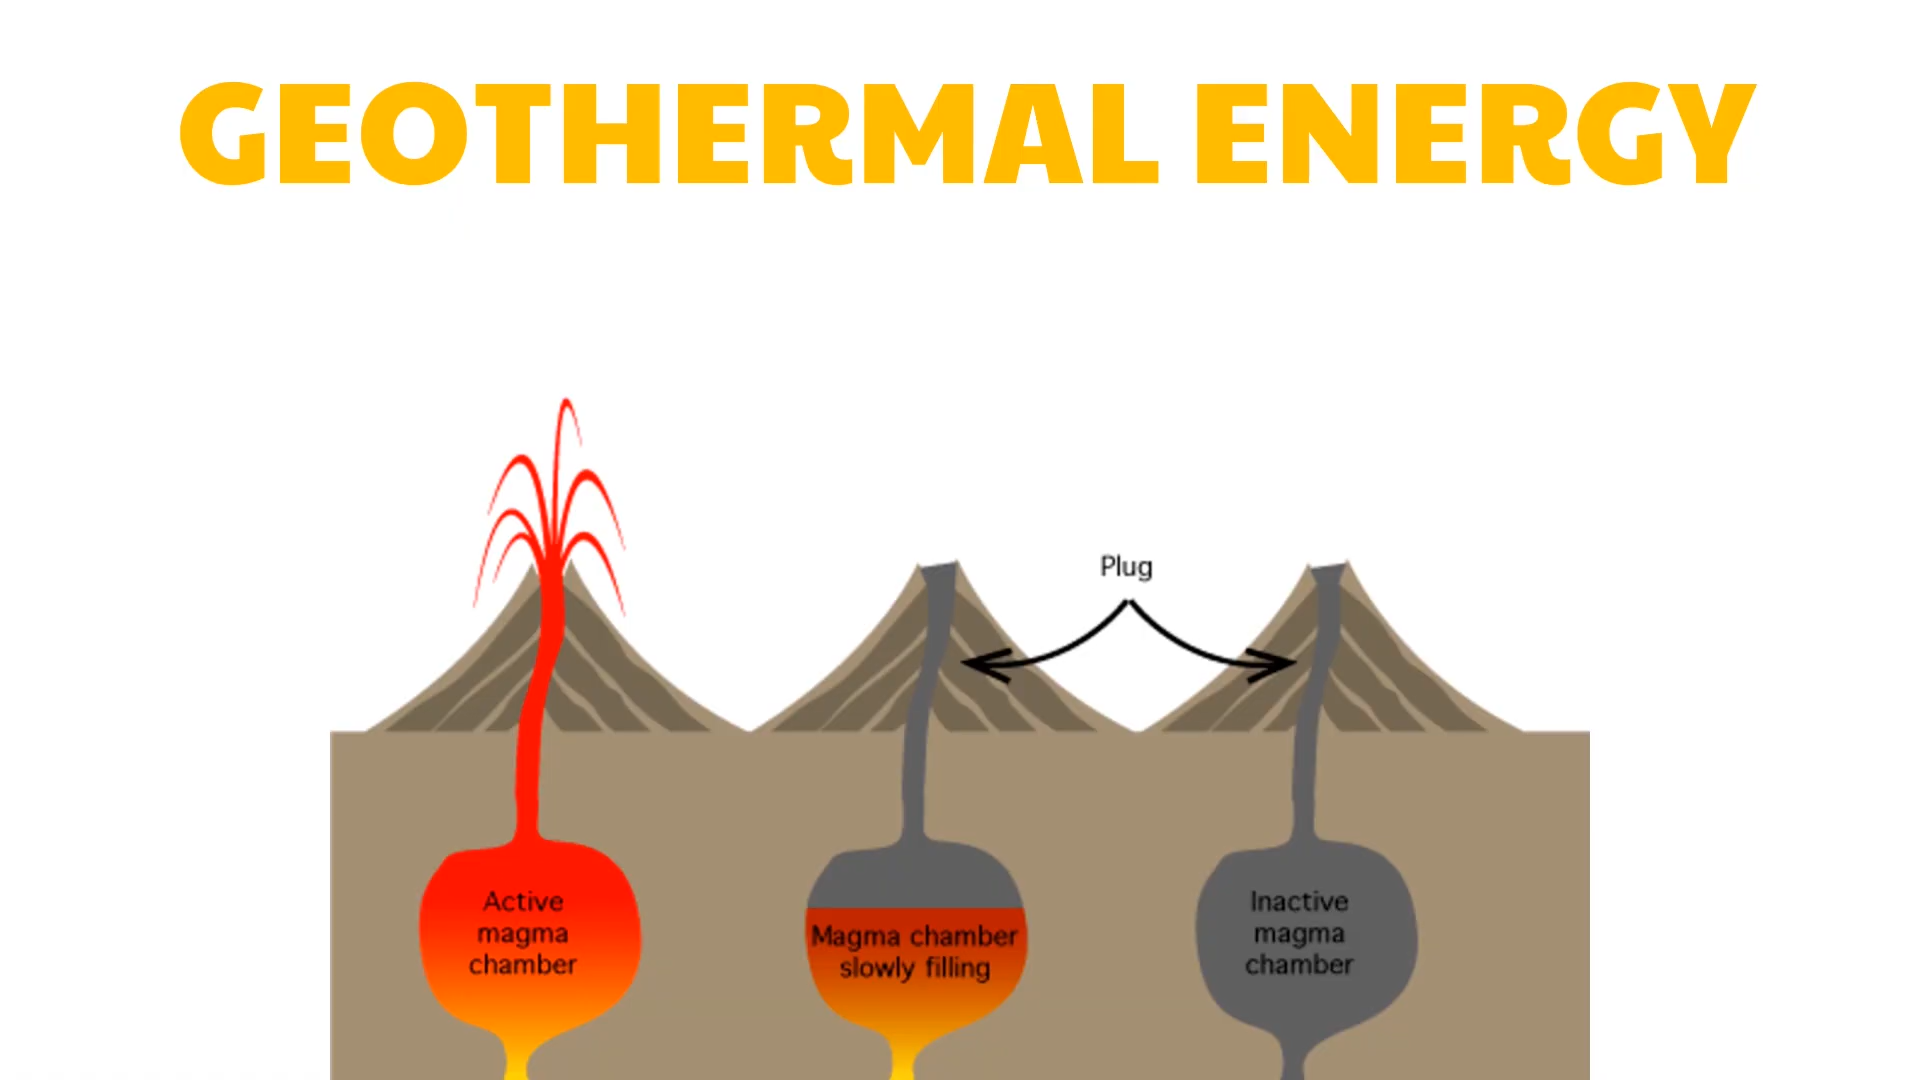 GEOTHERMAL ENERGY
Plug
Active
magma
chamber
Magma chamber
slowly filling
Inactive
magma
chamber